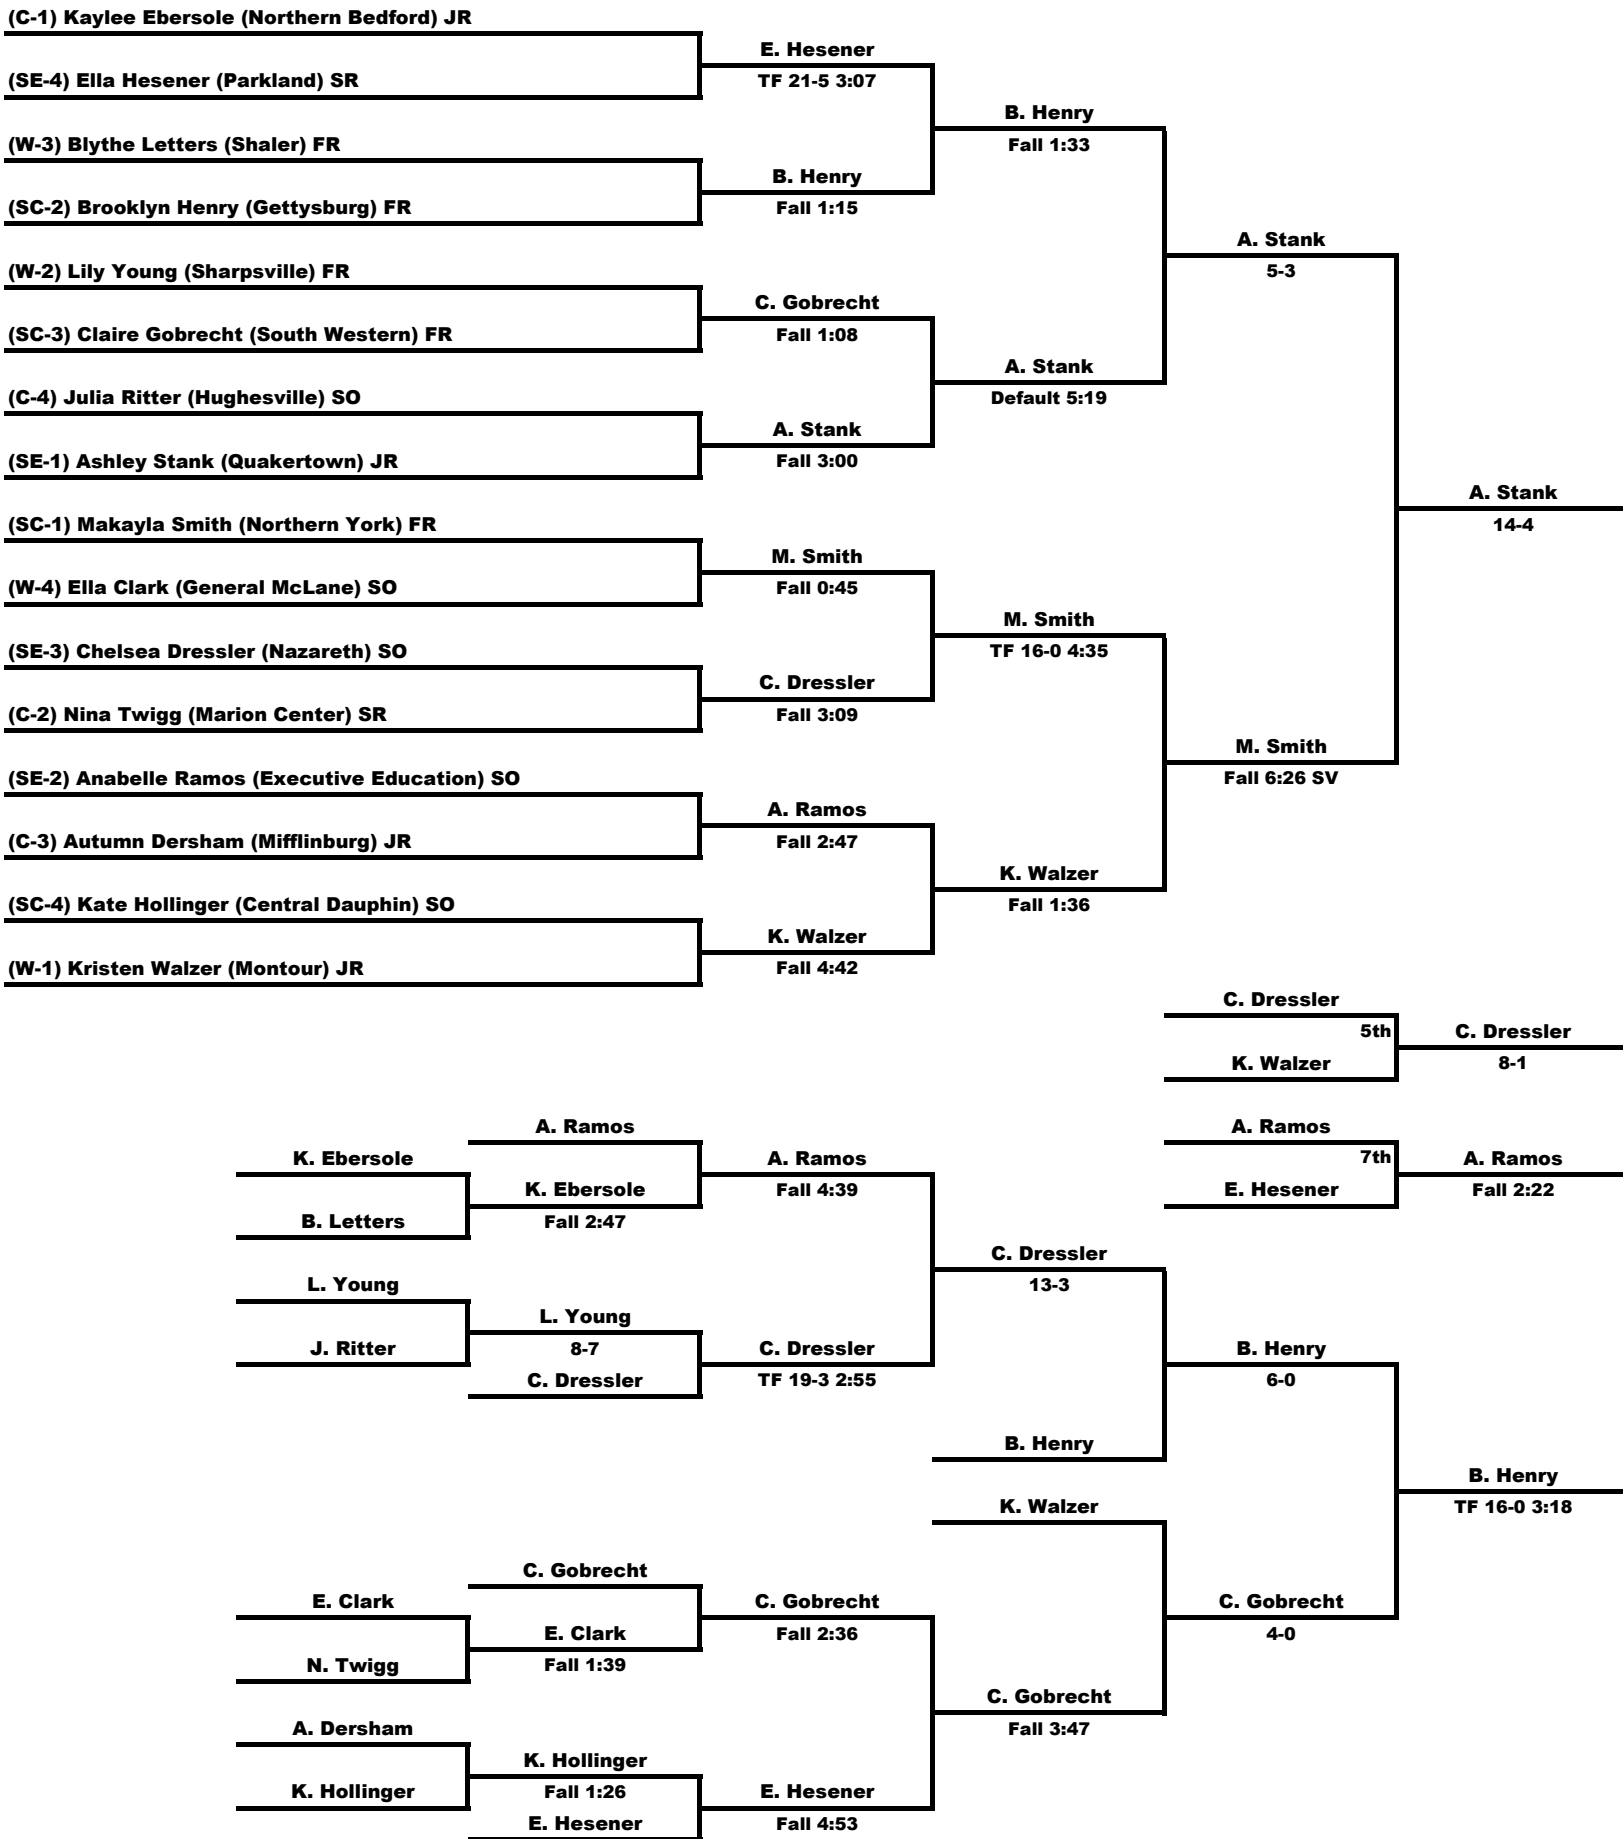 (C-1) Kaylee Ebersole (Northern Bedford) JR
E. Hesener
(SE-4) Ella Hesener (Parkland) SR
TF 21-5 3:07
B. Henry
(W-3) Blythe Letters (Shaler) FR
Fall 1:33
B. Henry
(SC-2) Brooklyn Henry (Gettysburg) FR
Fall 1:15
A. Stank
(W-2) Lily Young (Sharpsville) FR
5-3
C. Gobrecht
(SC-3) Claire Gobrecht (South Western) FR
Fall 1:08
A. Stank
(C-4) Julia Ritter (Hughesville) SO
Default 5:19
A. Stank
(SE-1) Ashley Stank (Quakertown) JR
Fall 3:00
A. Stank
(SC-1) Makayla Smith (Northern York) FR
14-4
M. Smith
(W-4) Ella Clark (General McLane) SO
Fall 0:45
M. Smith
(SE-3) Chelsea Dressler (Nazareth) SO
TF 16-0 4:35
C. Dressler
(C-2) Nina Twigg (Marion Center) SR
Fall 3:09
M. Smith
(SE-2) Anabelle Ramos (Executive Education) SO
Fall 6:26 SV
A. Ramos
(C-3) Autumn Dersham (Mifflinburg) JR
Fall 2:47
K. Walzer
(SC-4) Kate Hollinger (Central Dauphin) SO
Fall 1:36
K. Walzer
(W-1) Kristen Walzer (Montour) JR
Fall 4:42
C. Dressler
5th
C. Dressler
K. Walzer
8-1
A. Ramos
A. Ramos
K. Ebersole
A. Ramos
7th
A. Ramos
K. Ebersole
Fall 4:39
E. Hesener
Fall 2:22
B. Letters
Fall 2:47
C. Dressler
L. Young
13-3
L. Young
J. Ritter
8-7
C. Dressler
B. Henry
C. Dressler
TF 19-3 2:55
6-0
B. Henry
B. Henry
K. Walzer
TF 16-0 3:18
C. Gobrecht
E. Clark
C. Gobrecht
C. Gobrecht
E. Clark
Fall 2:36
4-0
N. Twigg
Fall 1:39
C. Gobrecht
A. Dersham
Fall 3:47
K. Hollinger
K. Hollinger
Fall 1:26
E. Hesener
E. Hesener
Fall 4:53